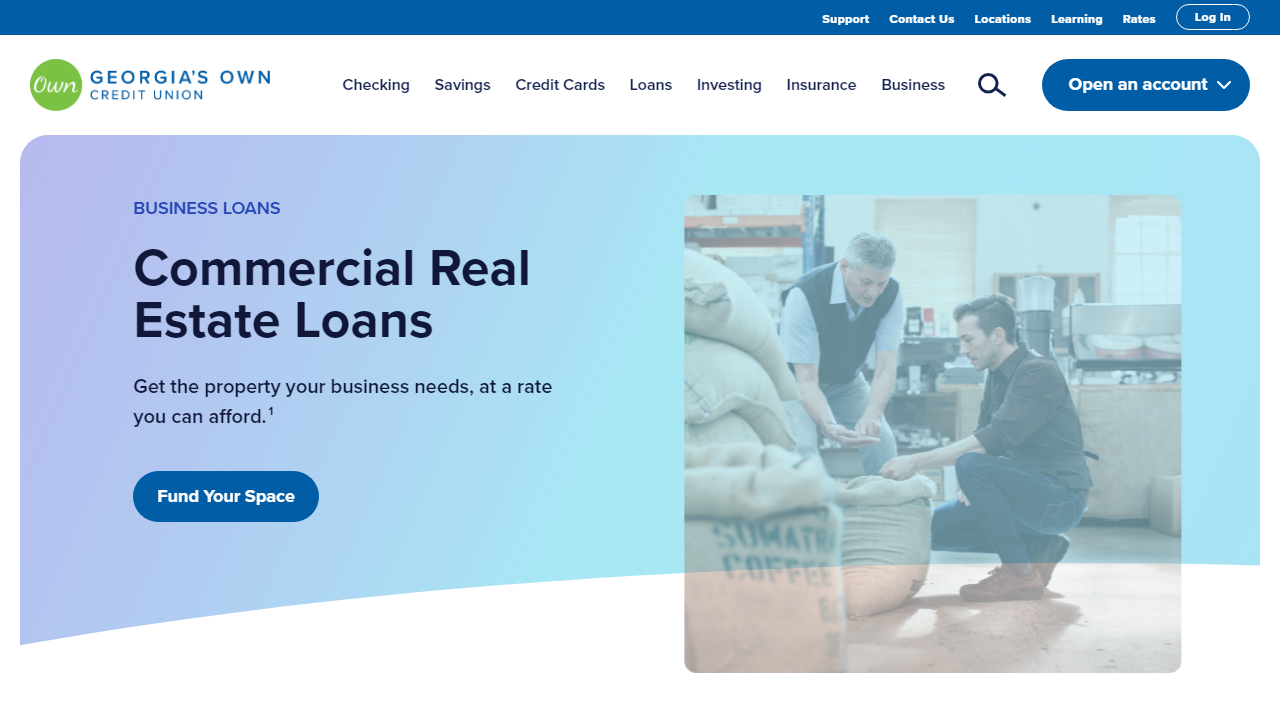 Support Contact Us Locations Learning Rates Log In
Own GEORGIA'S OWN
CREDIT UNION
Checking Savings Credit Cards Loans Investing Insurance Business Open an account
BUSINESS LOANS
Commercial Real
Estate Loans
Get the property your business needs, at a rate
you can afford.¹
Fund Your Space
SUMATRA
COFFEE